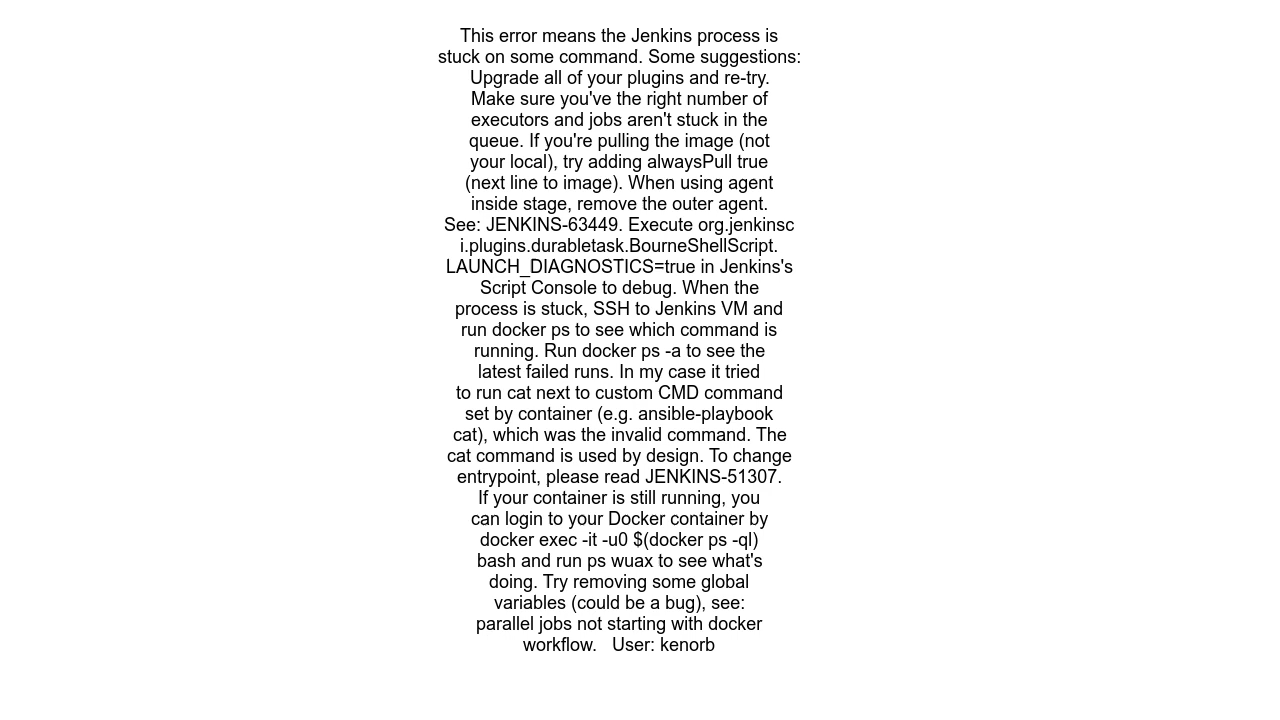 This error means the Jenkins process is
stuck on some command. Some suggestions:
Upgrade all of your plugins and re-try.
Make sure you've the right number of
executors and jobs aren't stuck in the
queue. If you're pulling the image (not
your local), try adding alwaysPull true
(next line to image). When using agent
inside stage, remove the outer agent.
See: JENKINS-63449. Execute org.jenkinsc
i.plugins.durabletask.BourneShellScript.
LAUNCH_DIAGNOSTICS=true in Jenkins's
Script Console to debug. When the
process is stuck, SSH to Jenkins VM and
run docker ps to see which command is
running. Run docker ps -a to see the
latest failed runs. In my case it tried
to run cat next to custom CMD command
set by container (e.g. ansible-playbook
cat), which was the invalid command. The
cat command is used by design. To change
entrypoint, please read JENKINS-51307.
If your container is still running, you
can login to your Docker container by
docker exec -it -u0 $(docker ps -ql)
bash and run ps wuax to see what's
doing. Try removing some global
variables (could be a bug), see:
parallel jobs not starting with docker
workflow.   User: kenorb